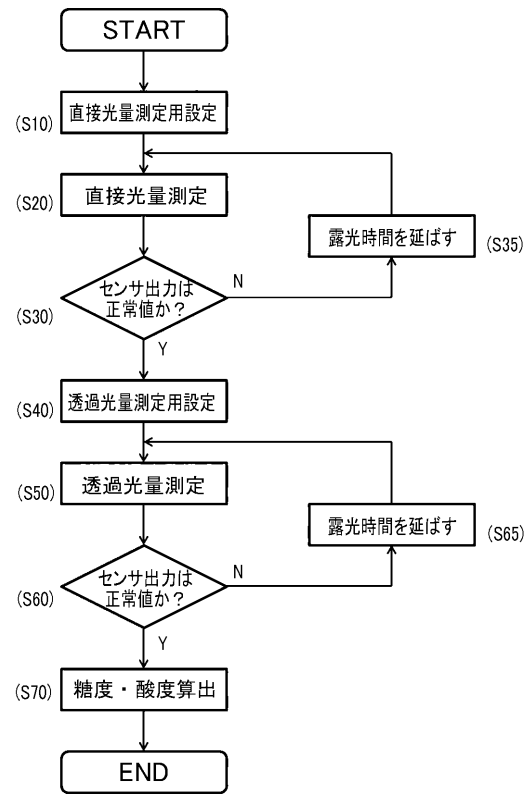 START
(S10)
直接光量測定用設定
(S20)
直接光量測定
露光時間を延ばす
(S35)
(S30)
センサ出力は
正常値か？
N
Y
(S40)
透過光量測定用設定
(S50)
透過光量測定
露光時間を延ばす
(S65)
(S60)
センサ出力は
正常値か？
N
Y
(S70)
糖度・酸度算出
END